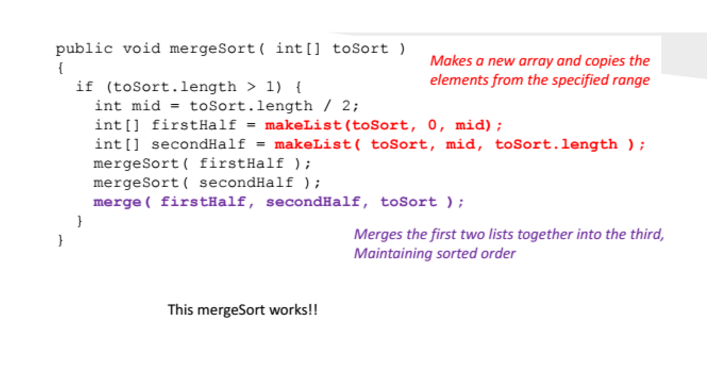 public void mergeSort( int[] toSort )
Makes a new array and copies the
{
elements from the specified range
if (toSort.length > 1) {
int mid = toSort.length / 2;
int[] firstHalf = makeList(toSort, 0, mid);
int[] secondHalf = makeList( toSort, mid, toSort.length );
mergeSort( firstHalf );
mergeSort( secondHalf );
merge( firstHalf, secondHalf, toSort );
}
}
Merges the first two lists together into the third,
Maintaining sorted order
This mergeSort works!!